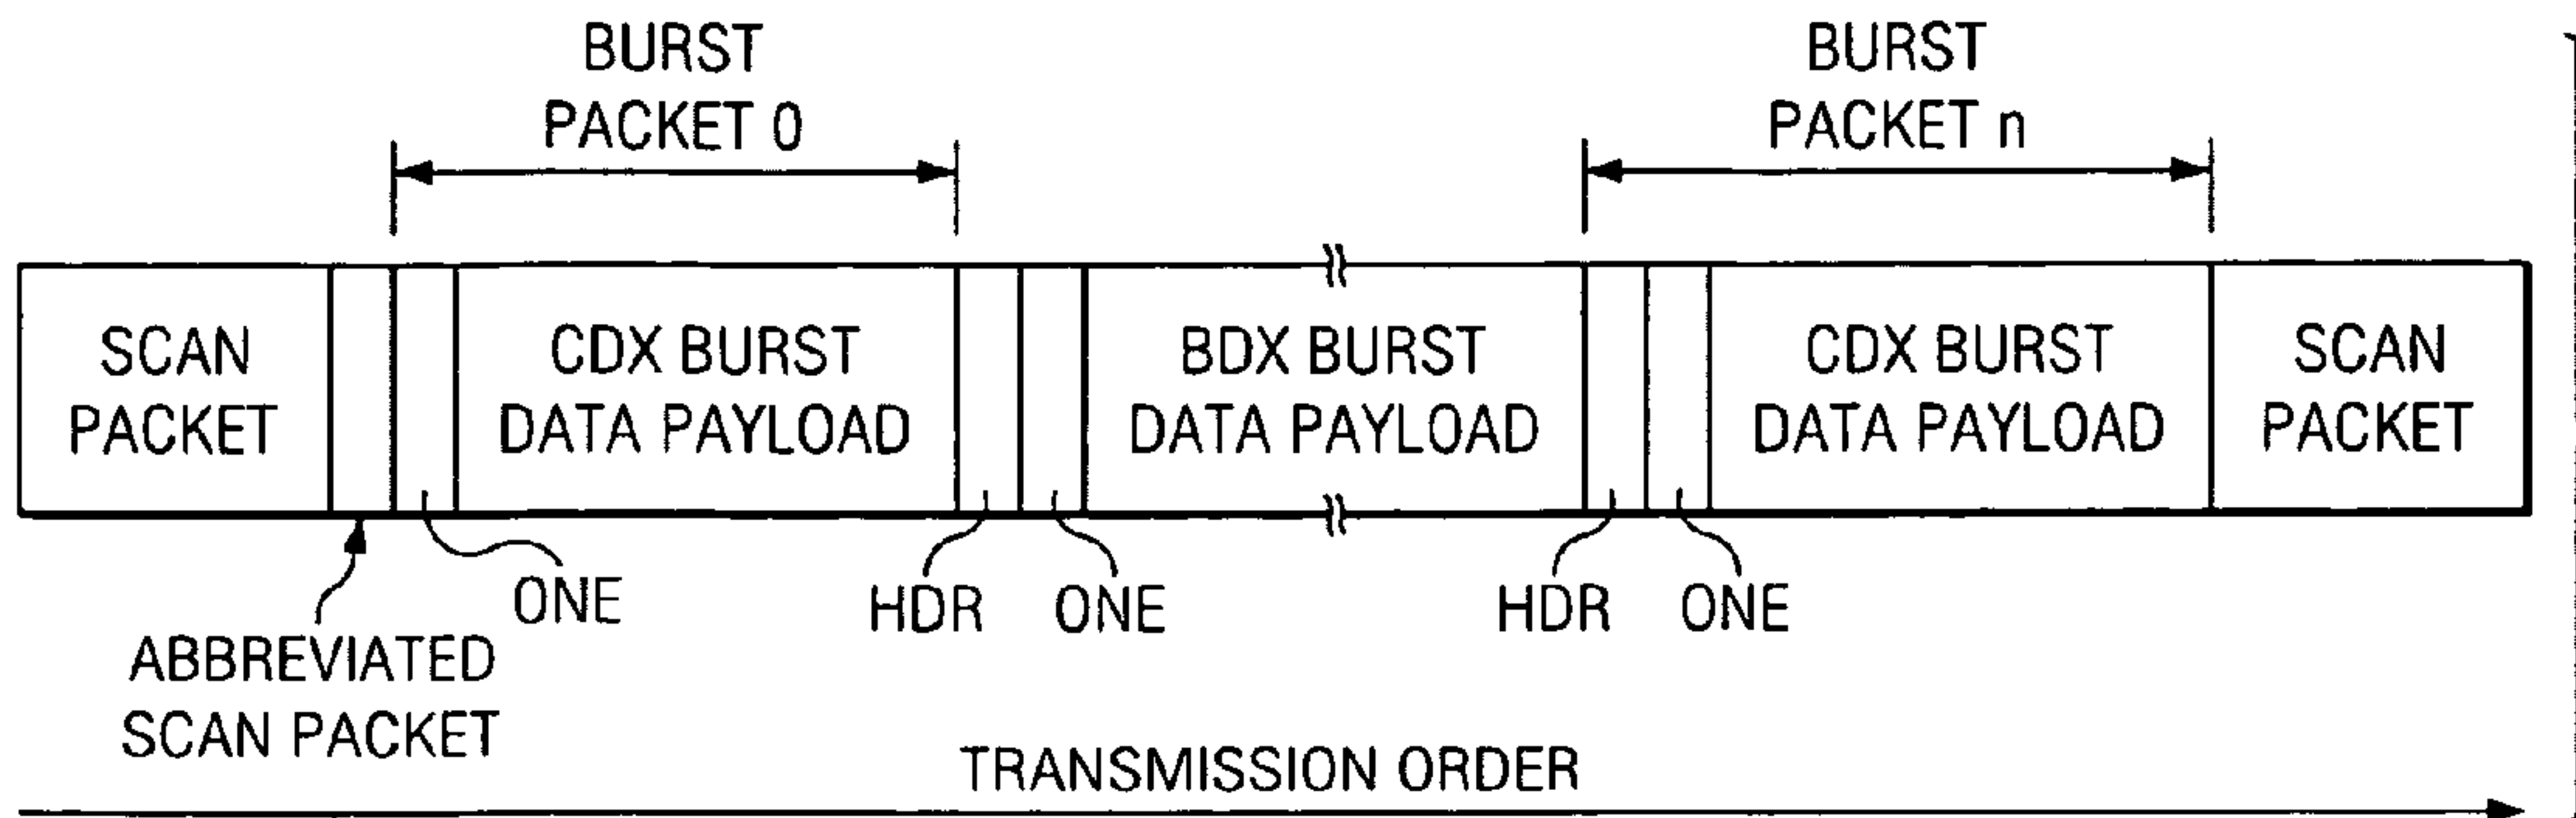 BURST
PACKET 0
BURST
PACKET n
SCAN
PACKET
CDX BURST
DATA PAYLOAD
BDX BURST
DATA PAYLOAD
CDX BURST
DATA PAYLOAD
SCAN
PACKET
ONE
HDR
ONE
HDR
ONE
ABBREVIATED
SCAN PACKET
TRANSMISSION ORDER